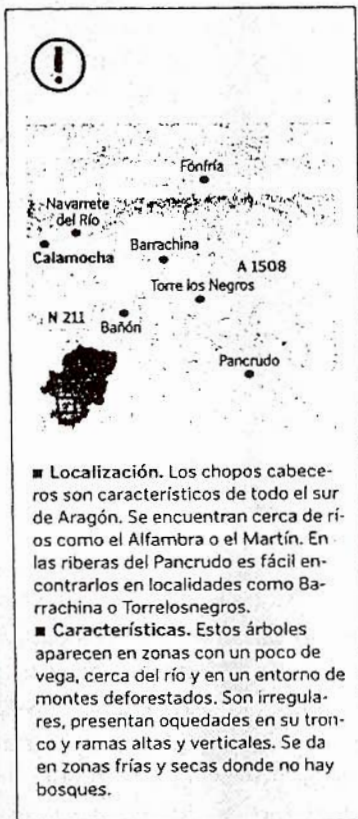 !
Fonfría
Navarrete
del Río
Calamocha
Barrachina
A 1508
Torre los Negros
N 211
Bañón
Pancrudo
■ Localización. Los chopos cabece-
ros son característicos de todo el sur
de Aragón. Se encuentran cerca de rí-
os como el Alfambra o el Martín. En
las riberas del Pancrudo es fácil en-
contrarlos en localidades como Ba-
rrachina o Torrelosnegros.
■ Características. Estos árboles
aparecen en zonas con un poco de
vega, cerca del río y en un entorno de
montes deforestados. Son irregula-
res, presentan oquedades en su tron-
co y ramas altas y verticales. Se da
en zonas frías y secas donde no hay
bosques.